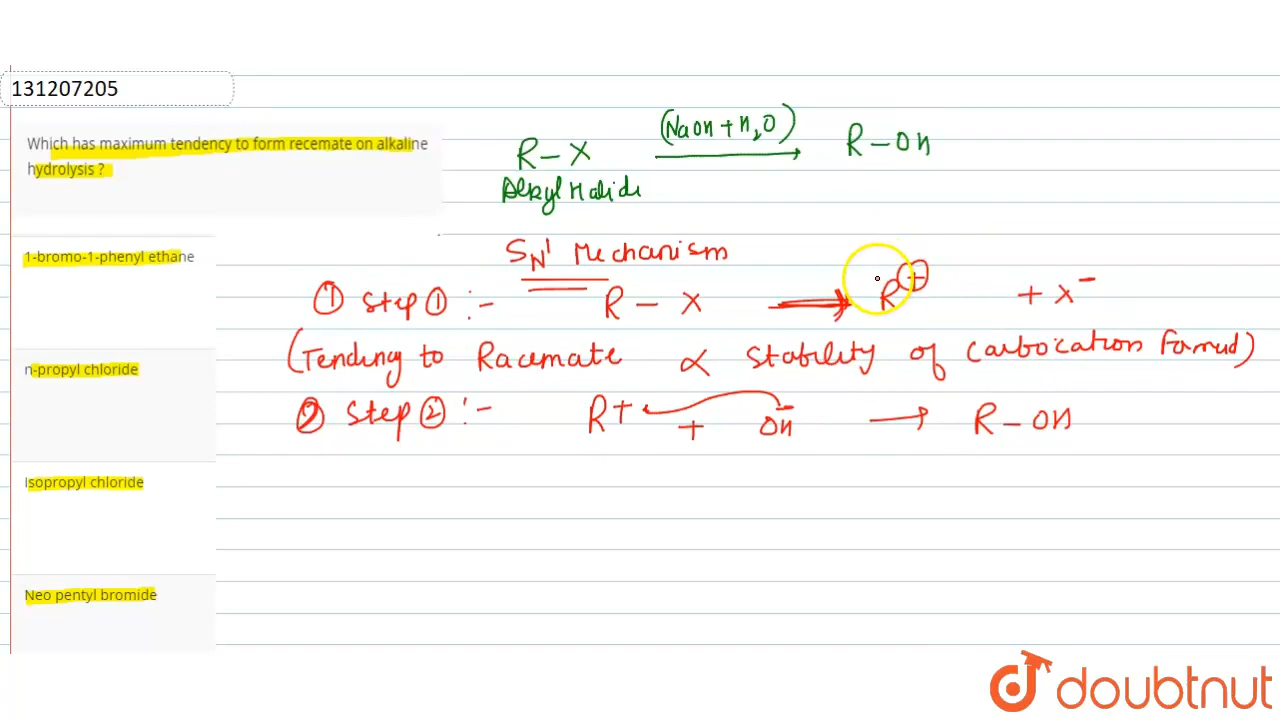 131207205
Which has maximum tendency to form recemate on alkaline
hydrolysis ?
1-bromo-1-phenyl ethane
n-propyl chloride
Isopropyl chloride
Neo pentyl bromide
R-X (NaOH+H2O) R-OH
Alkyl Halide
SN1 Mechanism
① Step ① :- R - X → R⊕ + X-
(Tendency to Racemate ∝ Stability of Carbocation Formed)
② Step ② :- R+ + OH- → R-OH
doubtnut